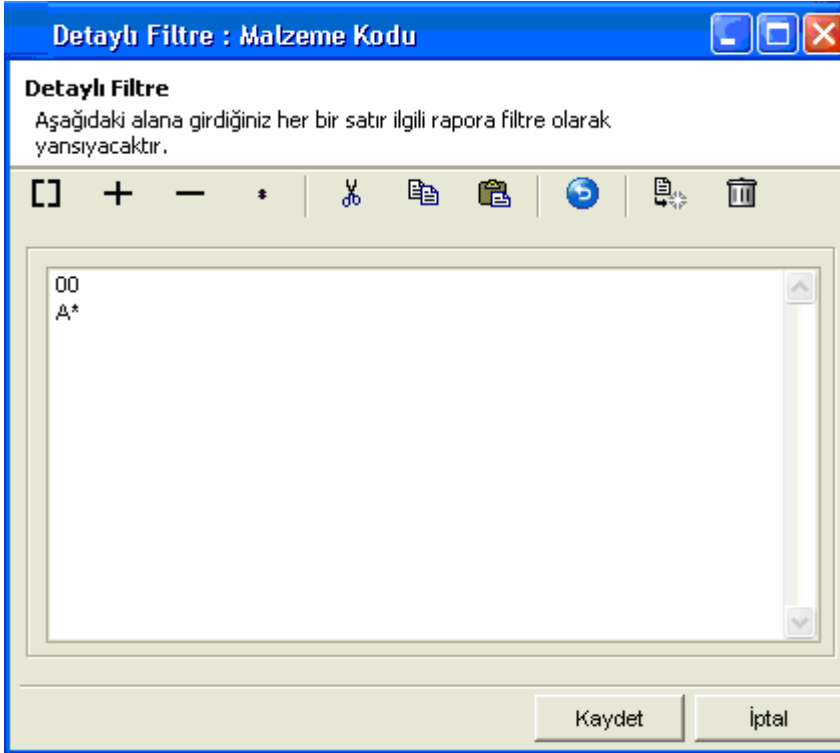 Detaylı Filtre : Malzeme Kodu
Detaylı Filtre
Aşağıdaki alana girdiğiniz her bir satır ilgili rapora filtre olarak
yansıyacaktır.
00
A*
Kaydet
İptal